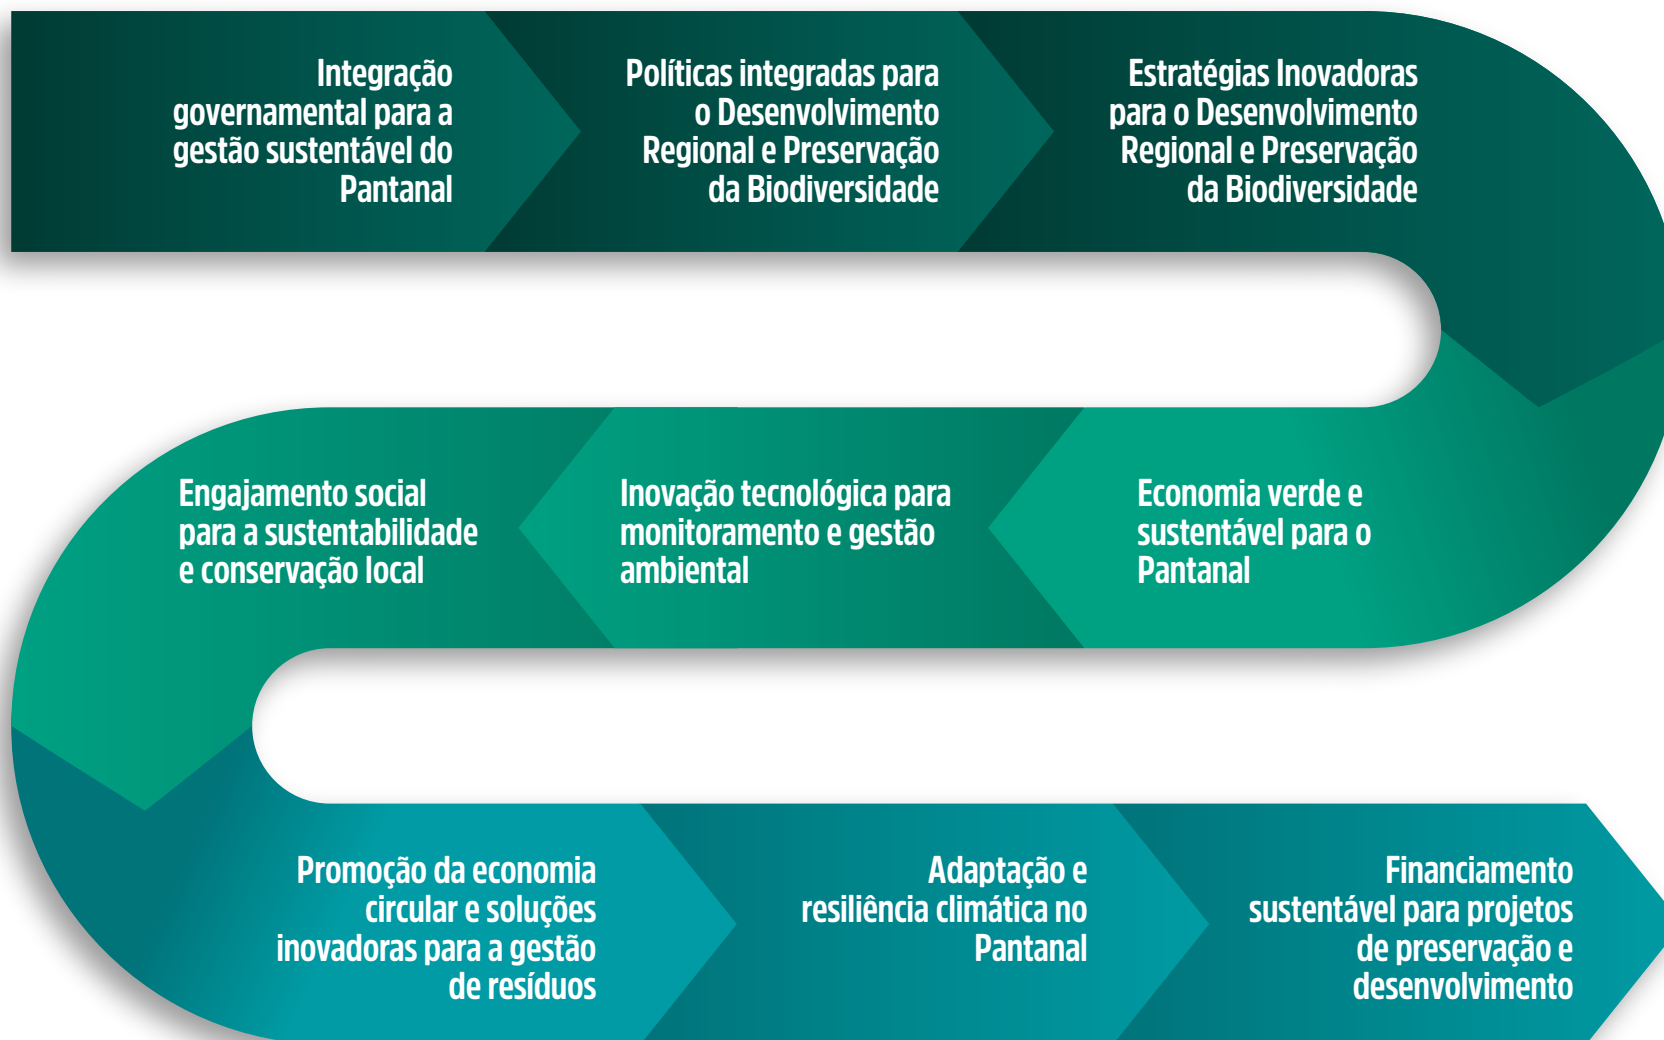 Integração
governamental para a
gestão sustentável do
Pantanal
Políticas integradas para
o Desenvolvimento
Regional e Preservação
da Biodiversidade
Estratégias Inovadoras
para o Desenvolvimento
Regional e Preservação
da Biodiversidade
Economia verde e
sustentável para o
Pantanal
Inovação tecnológica para
monitoramento e gestão
ambiental
Engajamento social
para a sustentabilidade
e conservação local
Promoção da economia
circular e soluções
inovadoras para a gestão
de resíduos
Adaptação e
resiliência climática no
Pantanal
Financiamento
sustentável para projetos
de preservação e
desenvolvimento